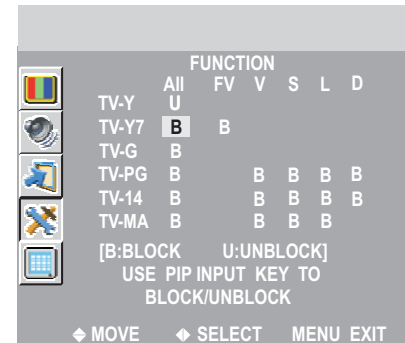 FUNCTION
All FV V S L D
TV-Y U
TV-Y7 B B
TV-G B
TV-PG B B B B B
TV-14 B B B B B
TV-MA B B B B
[B:BLOCK U:UNBLOCK]
USE PIP INPUT KEY TO
BLOCK/UNBLOCK
MOVE SELECT MENU EXIT